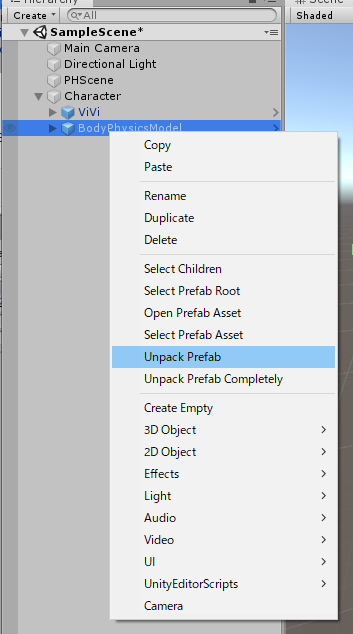 Hierarchy
Scene
Create
All
Shaded
SampleScene*
Main Camera
Directional Light
PHScene
Character
ViVi
BodyPhysicsModel
Copy
Paste
Rename
Duplicate
Delete
Select Children
Select Prefab Root
Open Prefab Asset
Select Prefab Asset
Unpack Prefab
Unpack Prefab Completely
Create Empty
3D Object
2D Object
Effects
Light
Audio
Video
UI
UnityEditorScripts
Camera